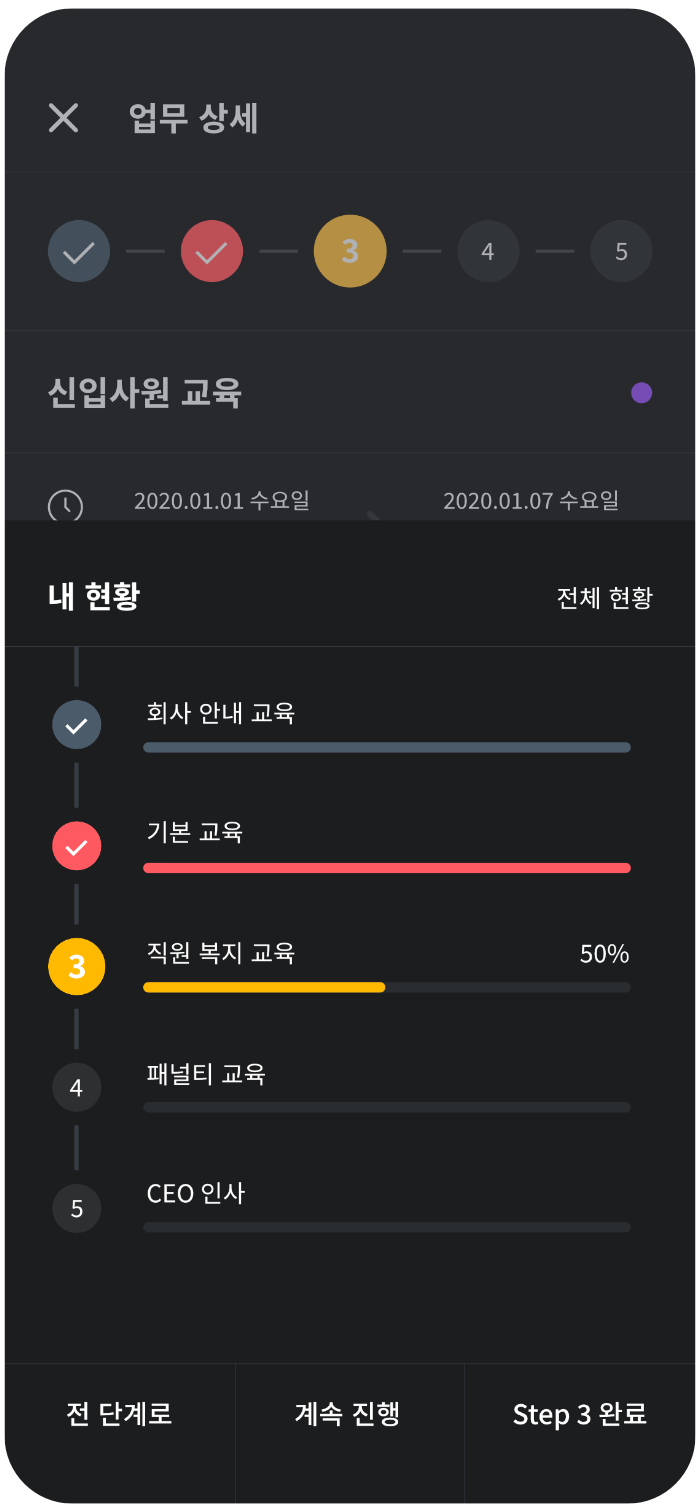 업무 상세
3
4
5
신입사원 교육
2020.01.01 수요일
2020.01.07 수요일
내 현황
전체 현황
회사 안내 교육
기본 교육
3
직원 복지 교육
50%
4
패널티 교육
5
CEO 인사
전 단계로
계속 진행
Step 3 완료